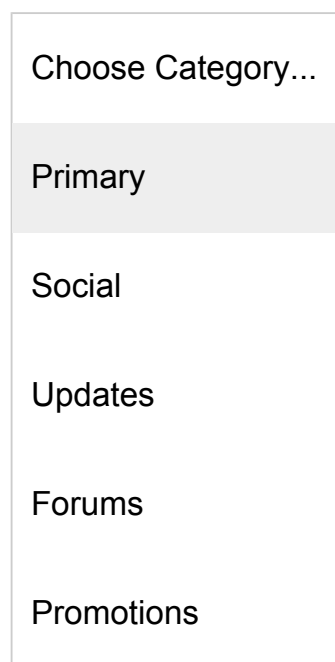 Choose Category...
Primary
Social
Updates
Forums
Promotions